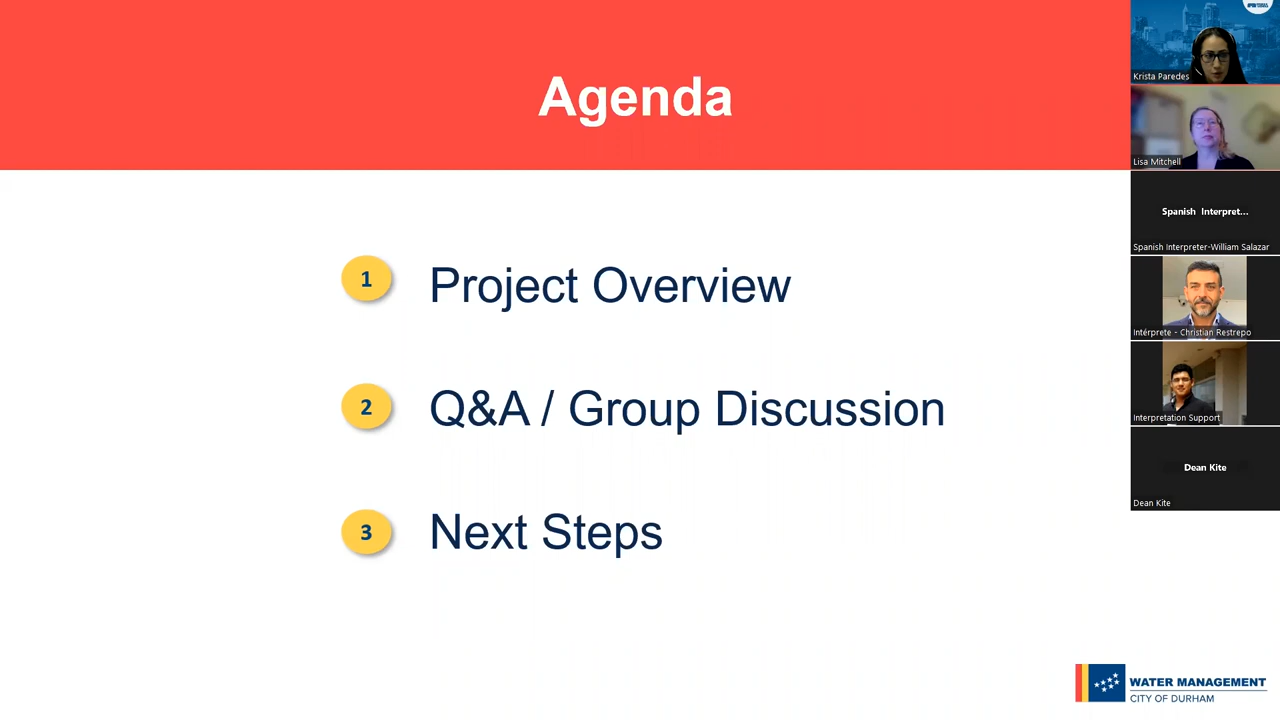 Agenda
1 Project Overview
2 Q&A / Group Discussion
3 Next Steps
WATER MANAGEMENT
CITY OF DURHAM
Krista Paredes
Lisa Mitchell
Spanish Interpret...
Spanish Interpreter-William Salazar
Intérprete - Christian Restrepo
Interpretation Support
Dean Kite
Dean Kite